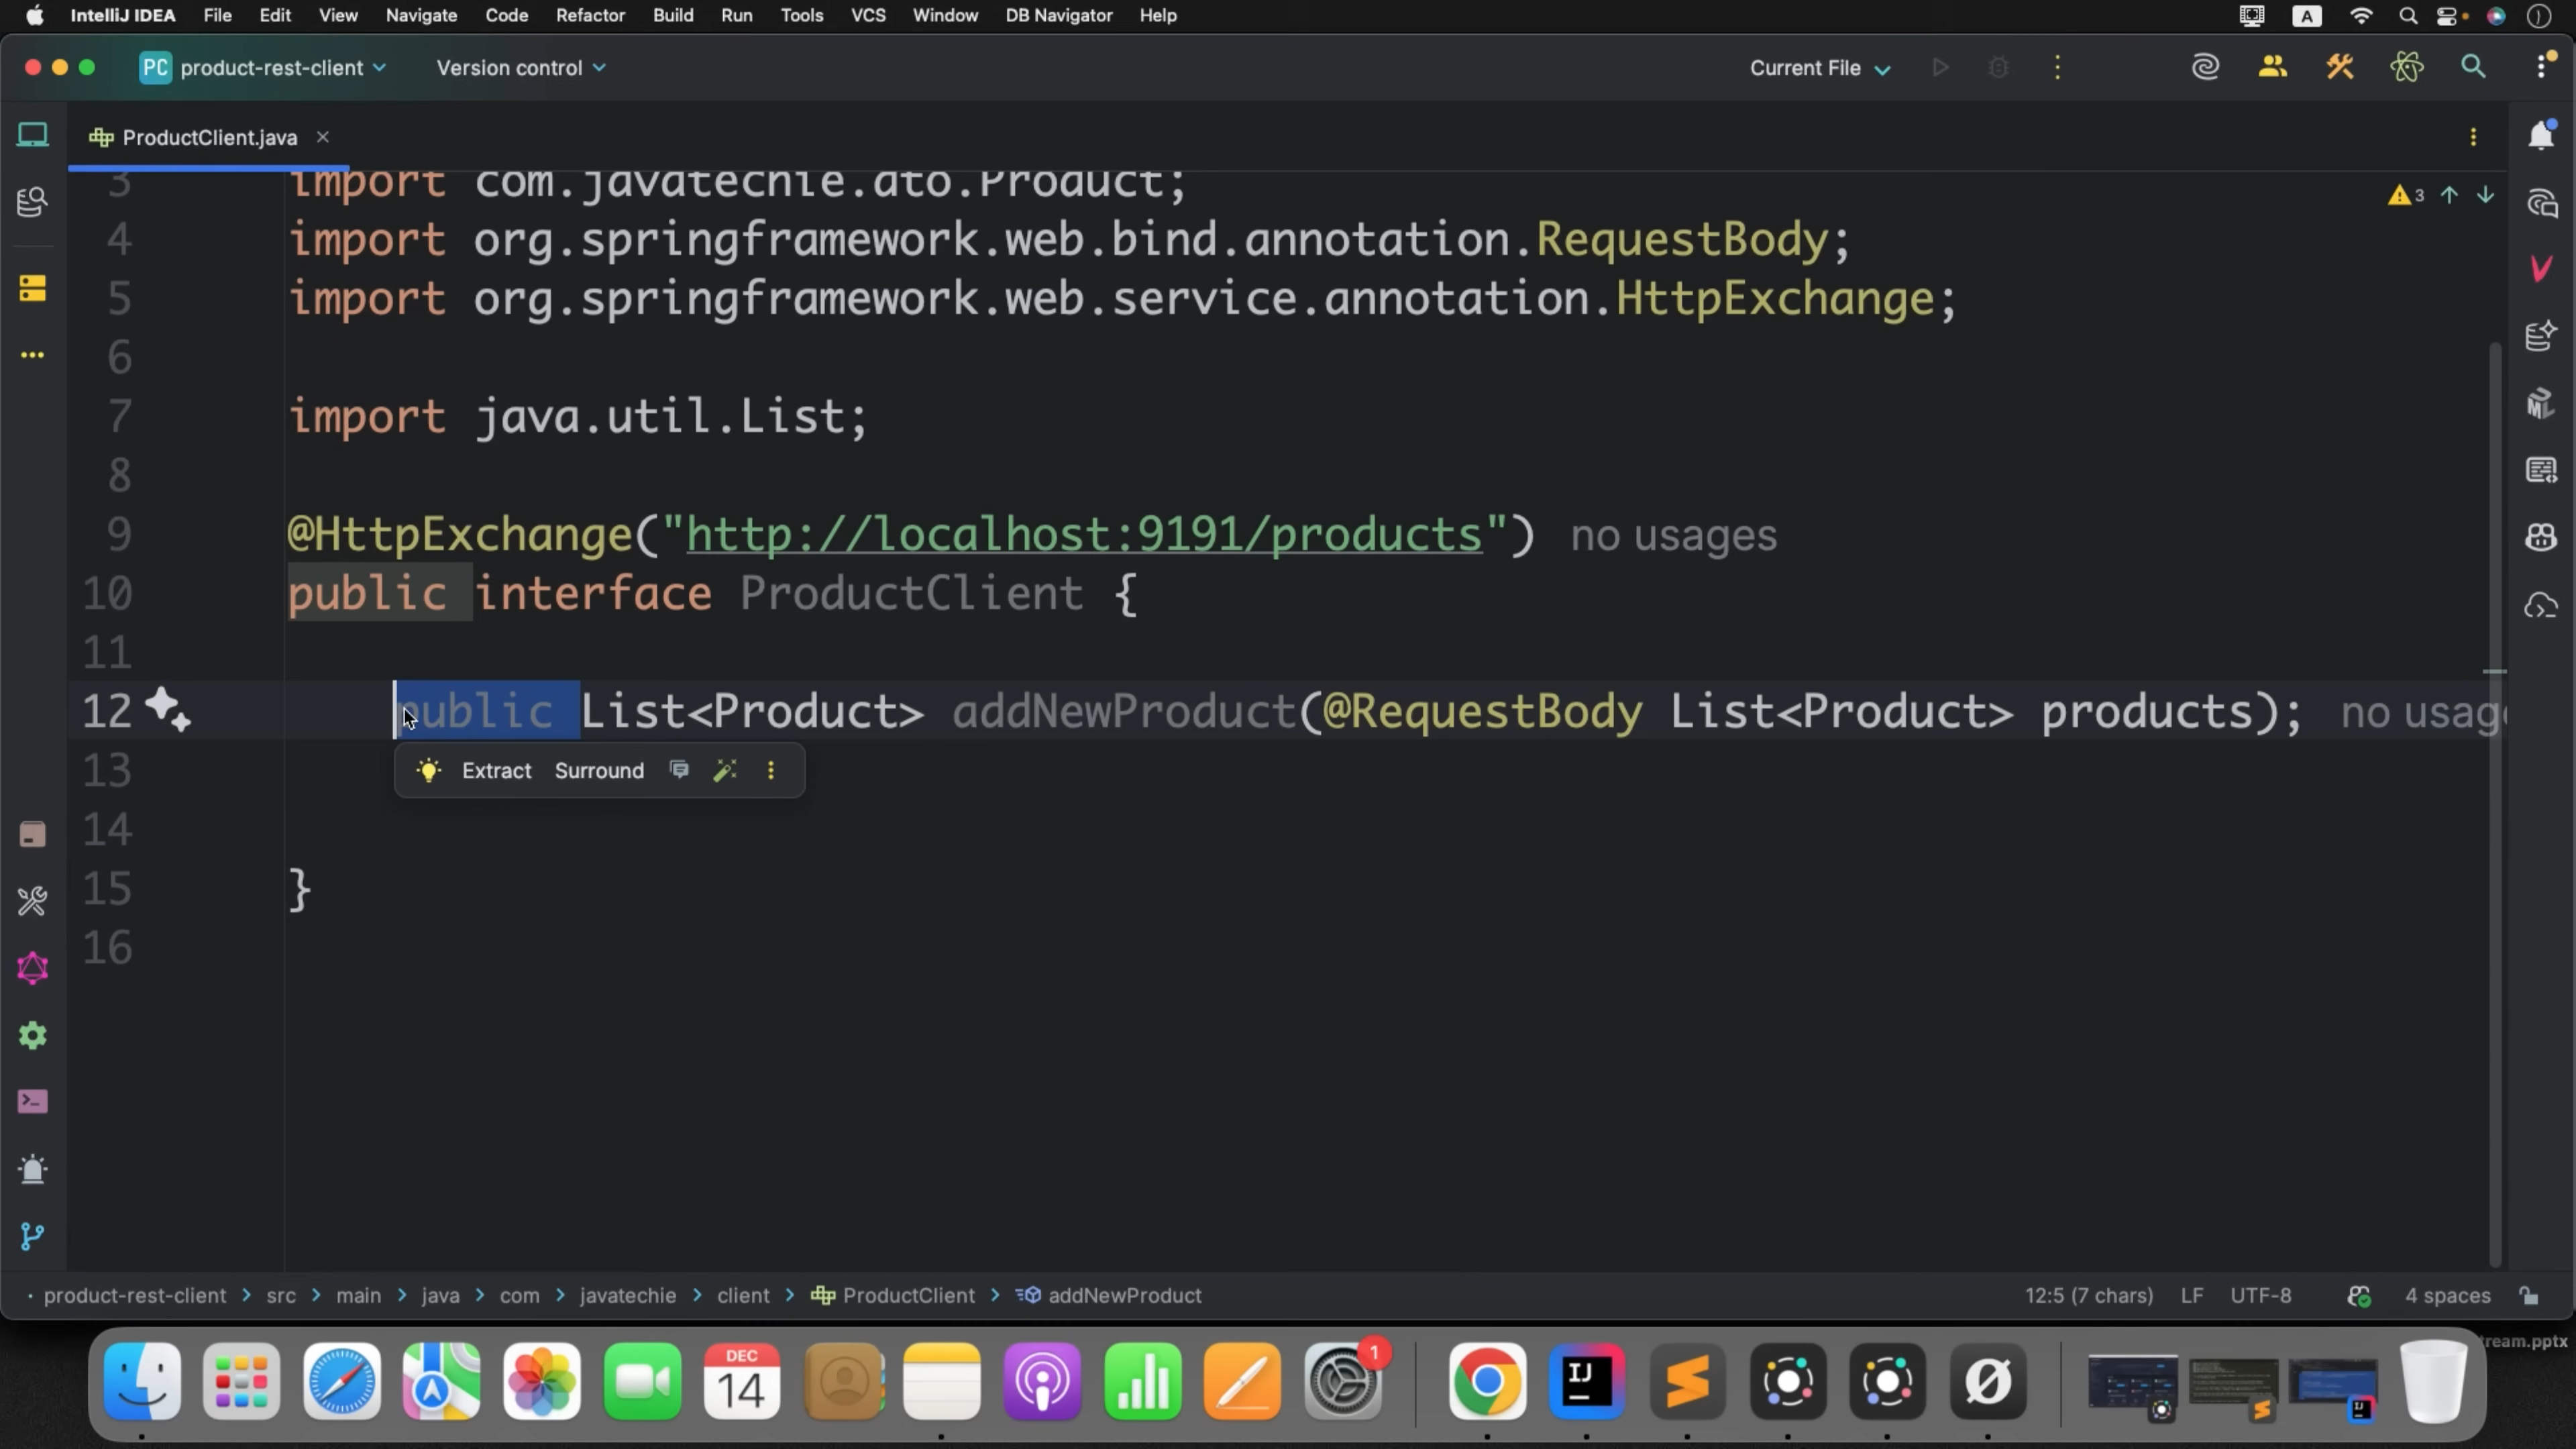 IntelliJ IDEA File Edit View Navigate Code Refactor Build Run Tools VCS Window DB Navigator Help A
PC product-rest-client Version control Current File
ProductClient.java
3 import com.javatechie.dto.Product;
3
4 import org.springframework.web.bind.annotation.RequestBody;
5 import org.springframework.web.service.annotation.HttpExchange;
6
7 import java.util.List;
8
9 @HttpExchange("http://localhost:9191/products") no usages
10 public interface ProductClient {
11
12 public List<Product> addNewProduct(@RequestBody List<Product> products); no usag
Extract Surround
13
14
15 }
16
product-rest-client > src > main > java > com > javatechie > client > ProductClient > addNewProduct 12:5 (7 chars) LF UTF-8 4 spaces
tream.pptx
DEC
14
1
IJ